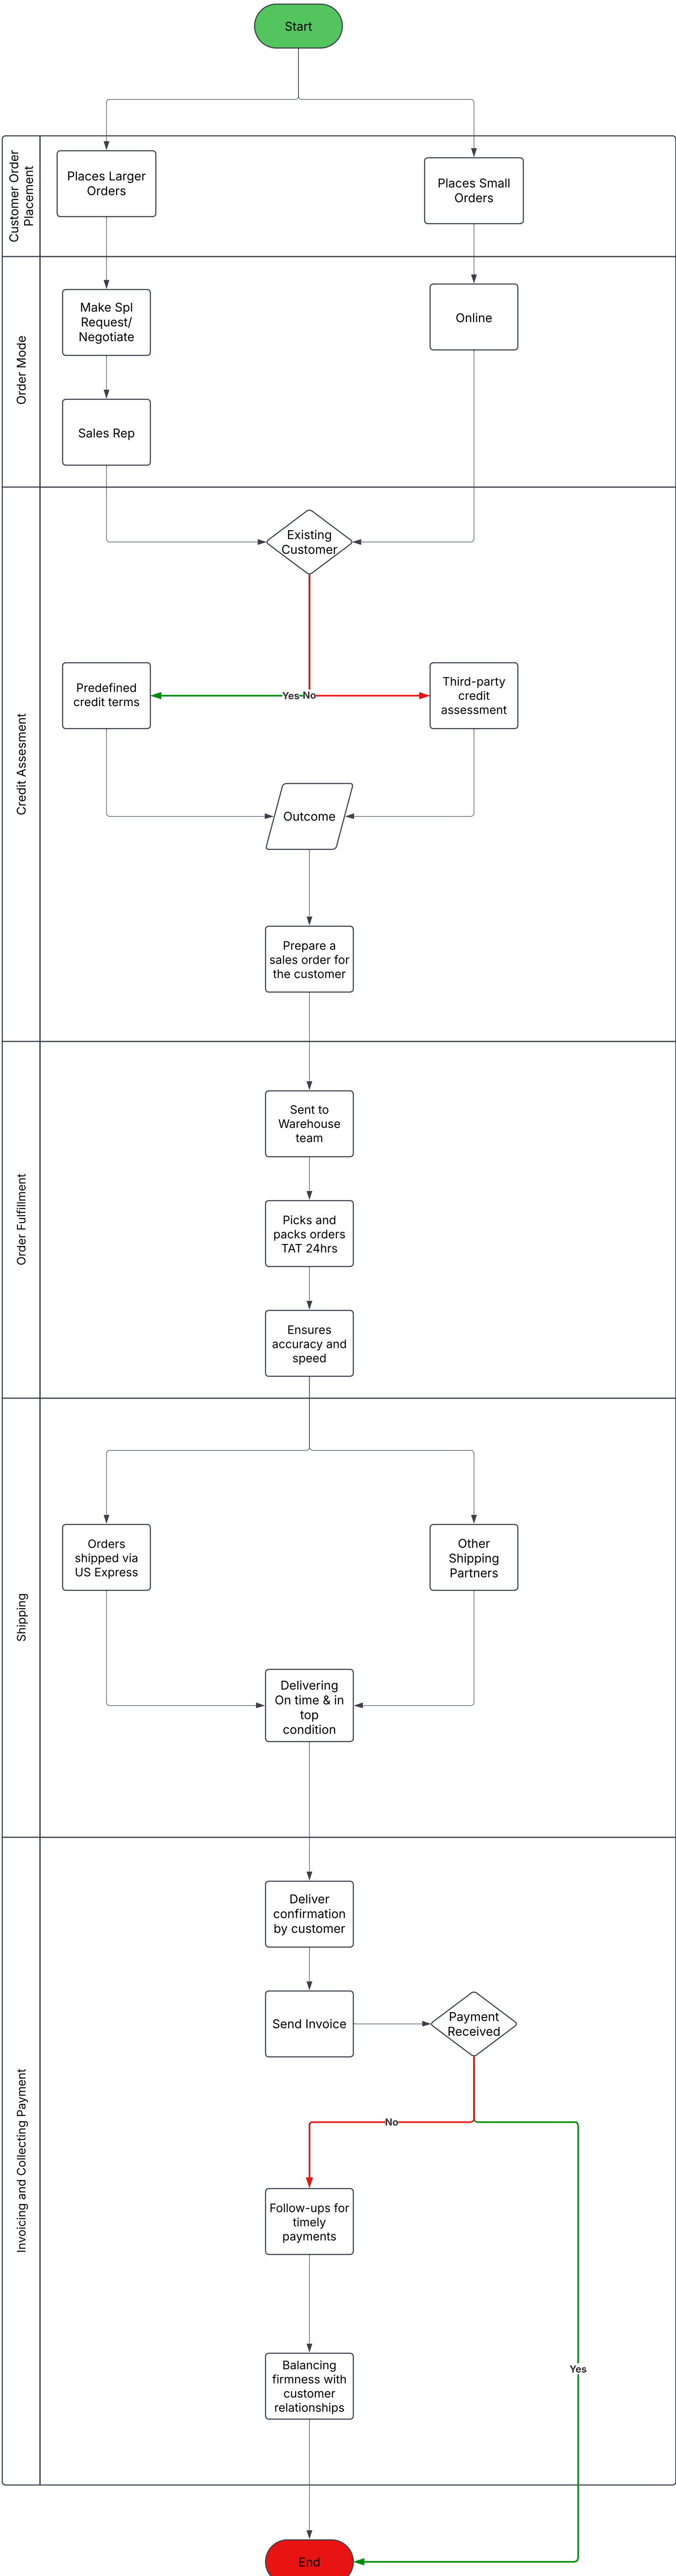 Start
Customer Order
Placement
Places Larger
Orders
Places Small
Orders
Order Mode
Make Spl
Request/
Negotiate
Online
Sales Rep
Credit Assesment
Existing
Customer
Predefined
credit terms
Yes
No
Third-party
credit
assessment
Outcome
Prepare a
sales order for
the customer
Order Fulfillment
Sent to
Warehouse
team
Picks and
packs orders
TAT 24hrs
Ensures
accuracy and
speed
Shipping
Orders
shipped via
US Express
Other
Shipping
Partners
Delivering
On time & in
top
condition
Invoicing and Collecting Payment
Deliver
confirmation
by customer
Send Invoice
Payment
Received
No
Follow-ups for
timely
payments
Yes
Balancing
firmness with
customer
relationships
End